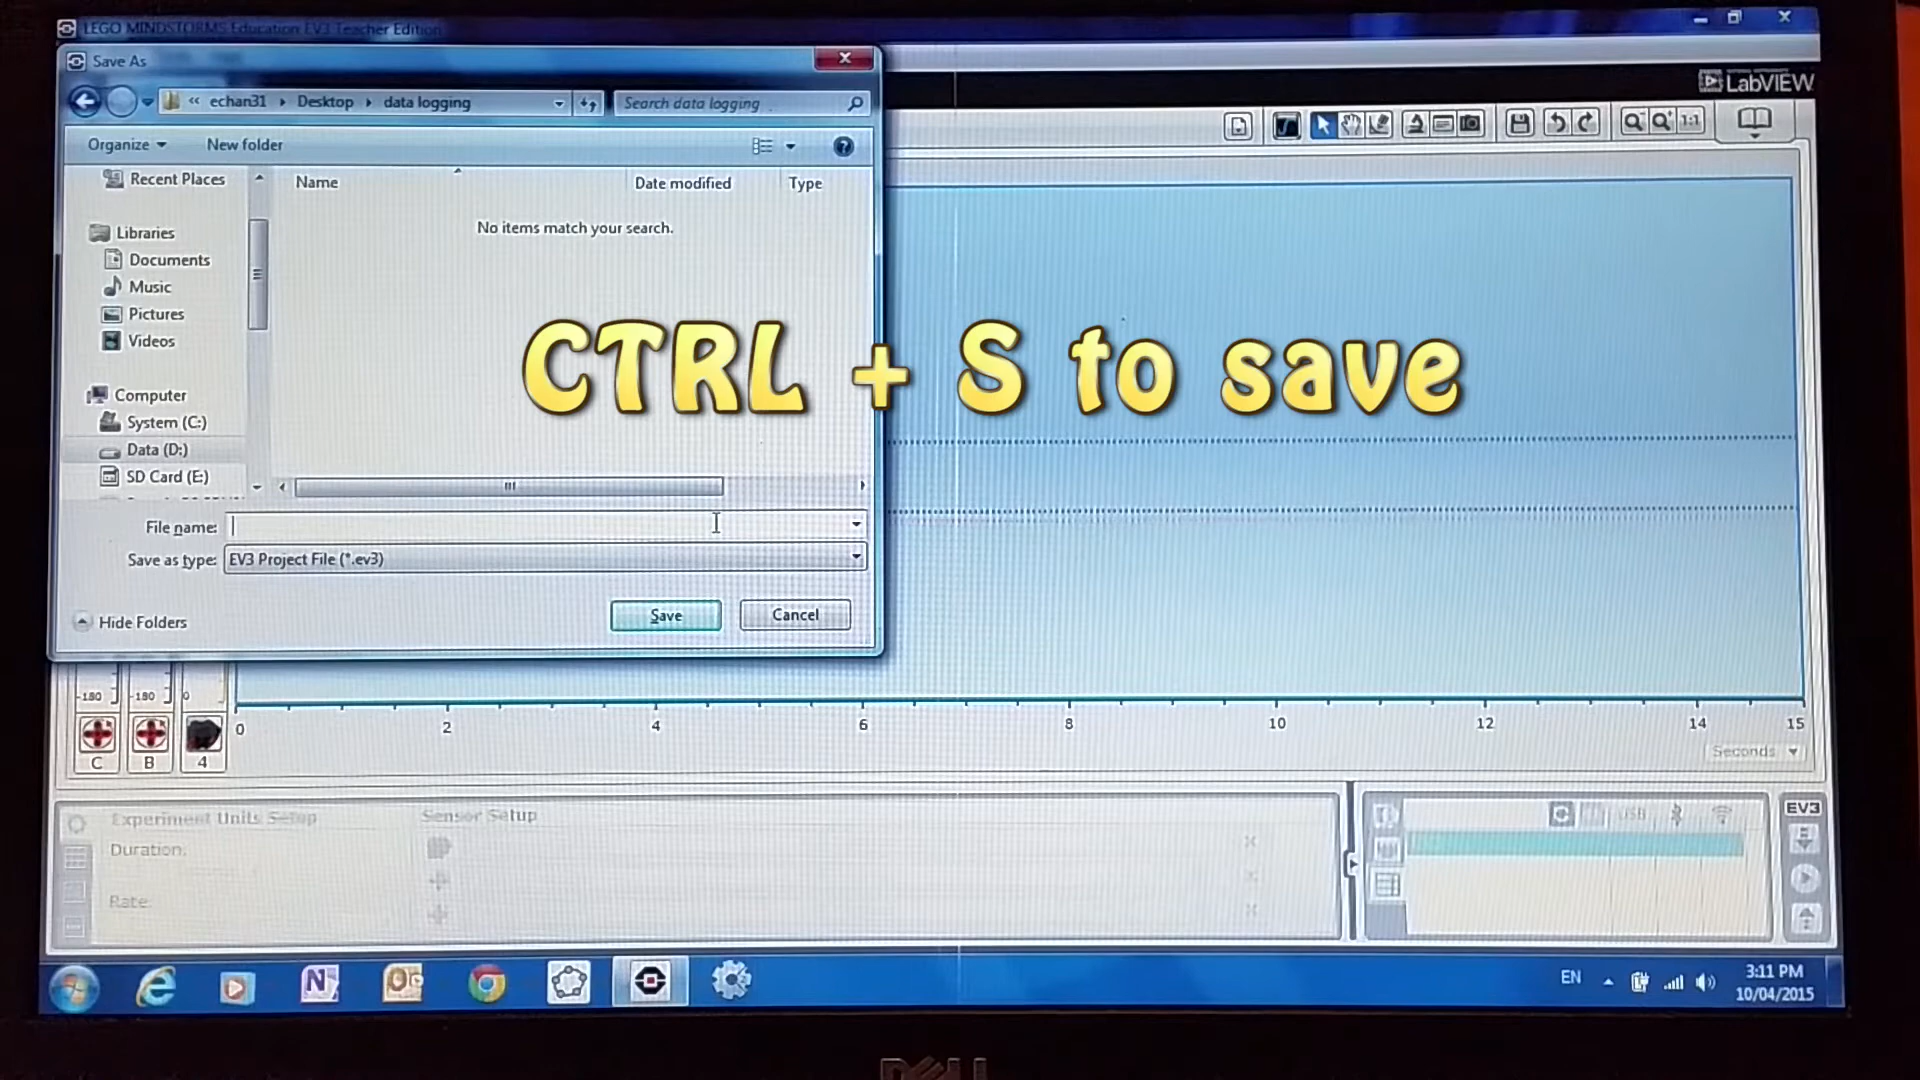 LEGO MINDSTORMS Education EV3 Teacher Edition
Save As
LabVIEW
« echan31 ▸ Desktop ▸ data logging
Search data logging
1:1
Organize
New folder
Recent Places
Name
Date modified
Type
No items match your search.
Libraries
Documents
Music
Pictures
Videos
CTRL + S to save
Computer
System (C:)
Data (D:)
SD Card (E:)
File name:
Save as type: EV3 Project File (*.ev3)
Hide Folders
Save
Cancel
-180 -180 0
0 2 4 6 8 10 12 14 15
C B 4
Seconds
Experiment Units Setup
Sensor Setup
USB
EV3
Duration:
Rate:
EN
3:11 PM
10/04/2015
DELL